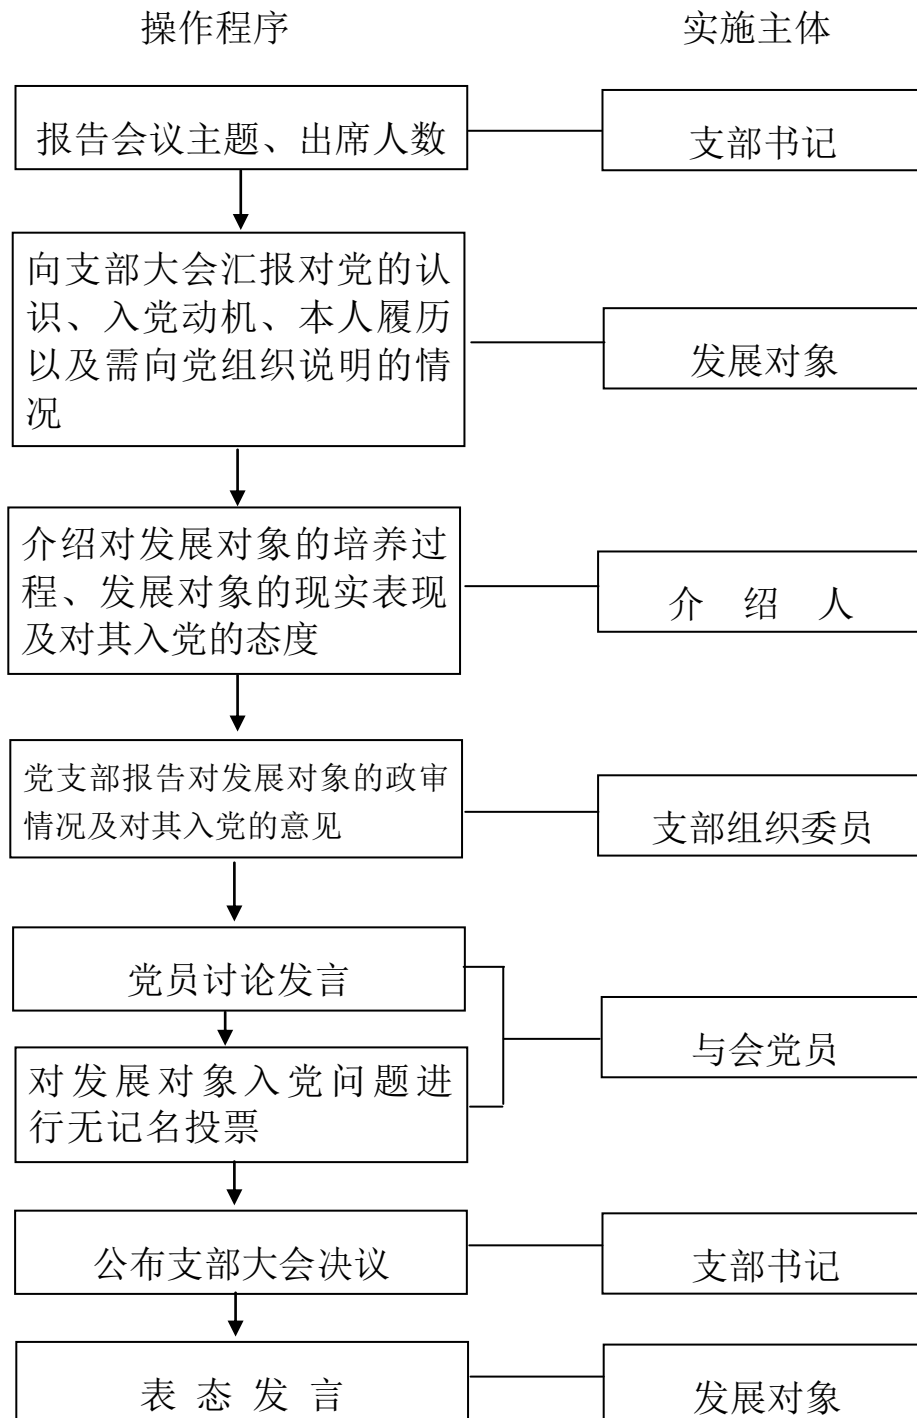 操作程序 实施主体
报告会议主题、出席人数 支部书记
向支部大会汇报对党的认
识、入党动机、本人履历
以及需向党组织说明的情
况
发展对象
介绍对发展对象的培养过
程、发展对象的现实表现
及对其入党的态度
介 绍 人
党支部报告对发展对象的政审
情况及对其入党的意见
支部组织委员
党员讨论发言
对发展对象入党问题进
行无记名投票
与会党员
公布支部大会决议 支部书记
表 态 发 言 发展对象